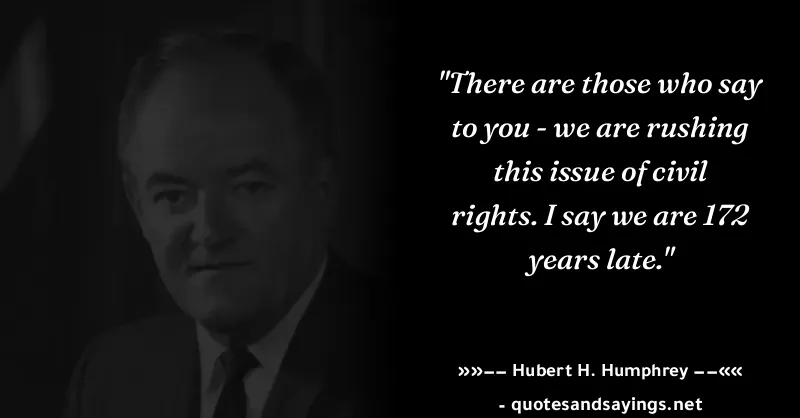 "There are those who say
to you - we are rushing
this issue of civil
rights. I say we are 172
years late."
»»–– Hubert H. Humphrey ––««
- quotesandsayings.net